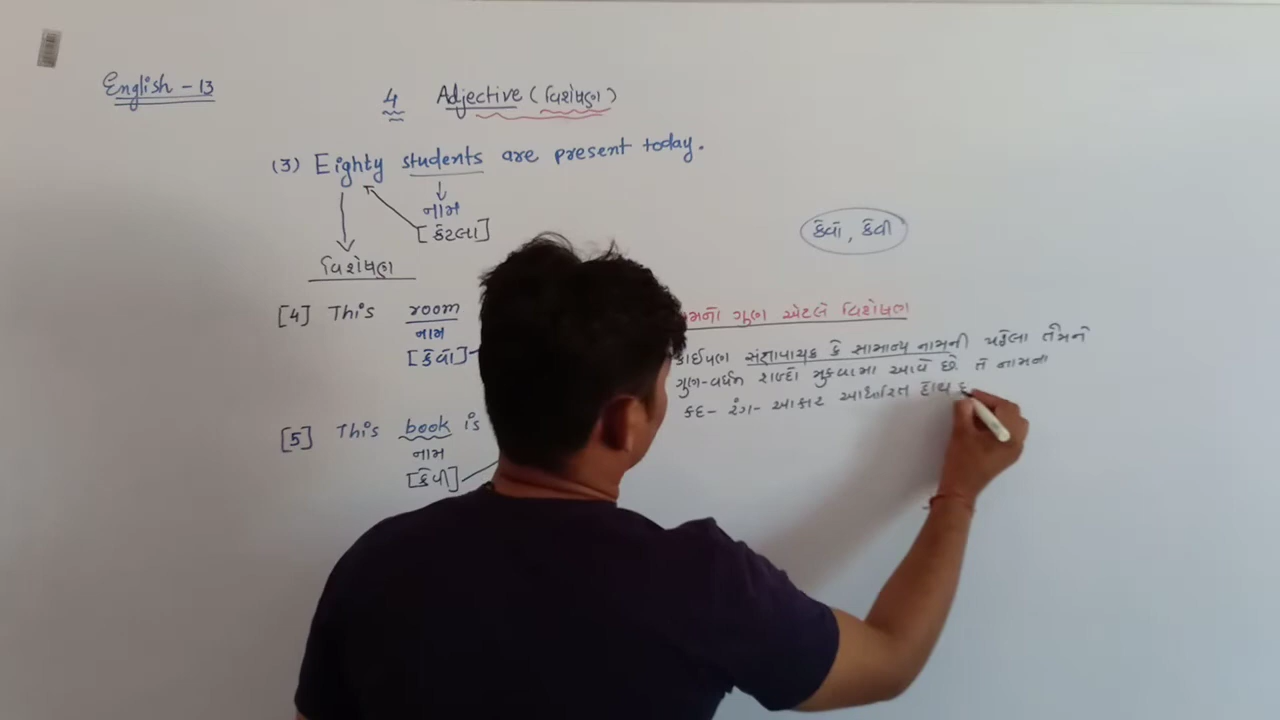 English - 13
4 Adjective (વિશેષણ)
(3) Eighty students are present today.
નામ
[કેટલા]
વિશેષણ
કેવો, કેવી
[4] This room
નામ
[કેવો]
મનો ગુણ એટલે વિશેષણ
કોઈપણ સંજ્ઞાવાચક કે સામાન્ય નામની પહેલા તેમને
ગુણ-વર્ધન શબ્દો મુકવામાં આવે છે. તે નામના
કદ- રંગ- આકાર આધારિત હોય છ
[5] This book is
નામ
[કેવી]